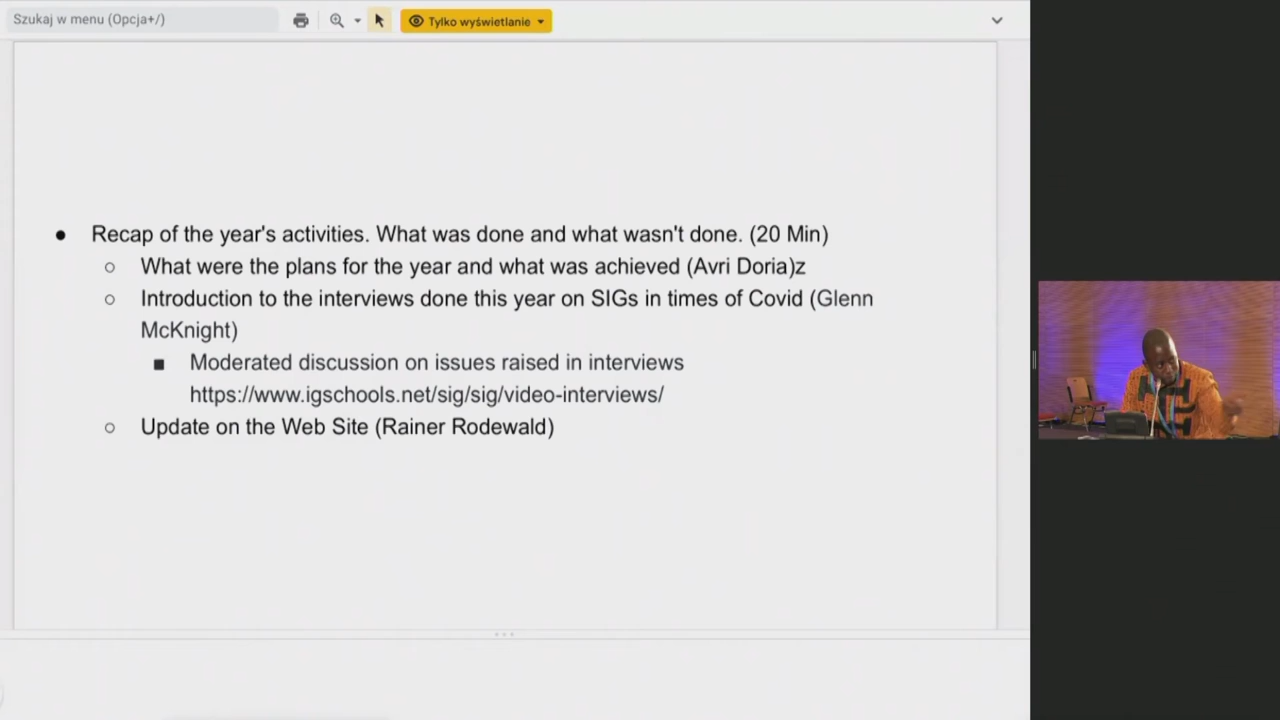 Szukaj w menu (Opcja+/)
Tylko wyświetlanie
● Recap of the year's activities. What was done and what wasn't done. (20 Min)
○ What were the plans for the year and what was achieved (Avri Doria)z
○ Introduction to the interviews done this year on SIGs in times of Covid (Glenn
McKnight)
■ Moderated discussion on issues raised in interviews
https://www.igschools.net/sig/sig/video-interviews/
○ Update on the Web Site (Rainer Rodewald)